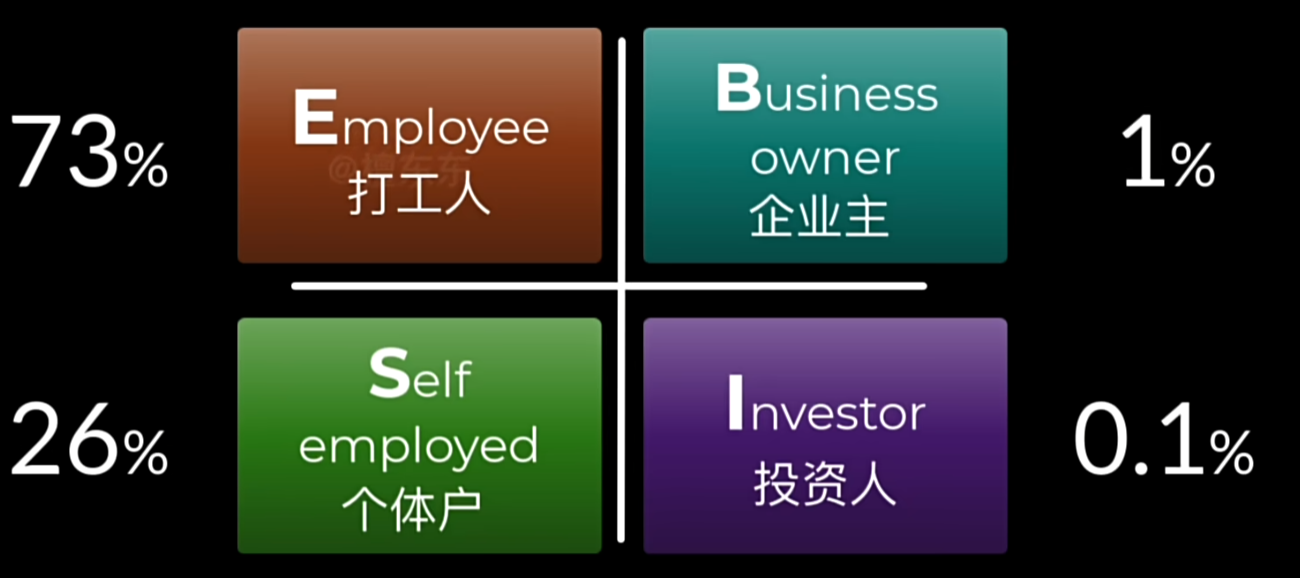 73%
Employee
打工人
Business
owner
企业主
1%
26%
Self
employed
个体户
Investor
投资人
0.1%